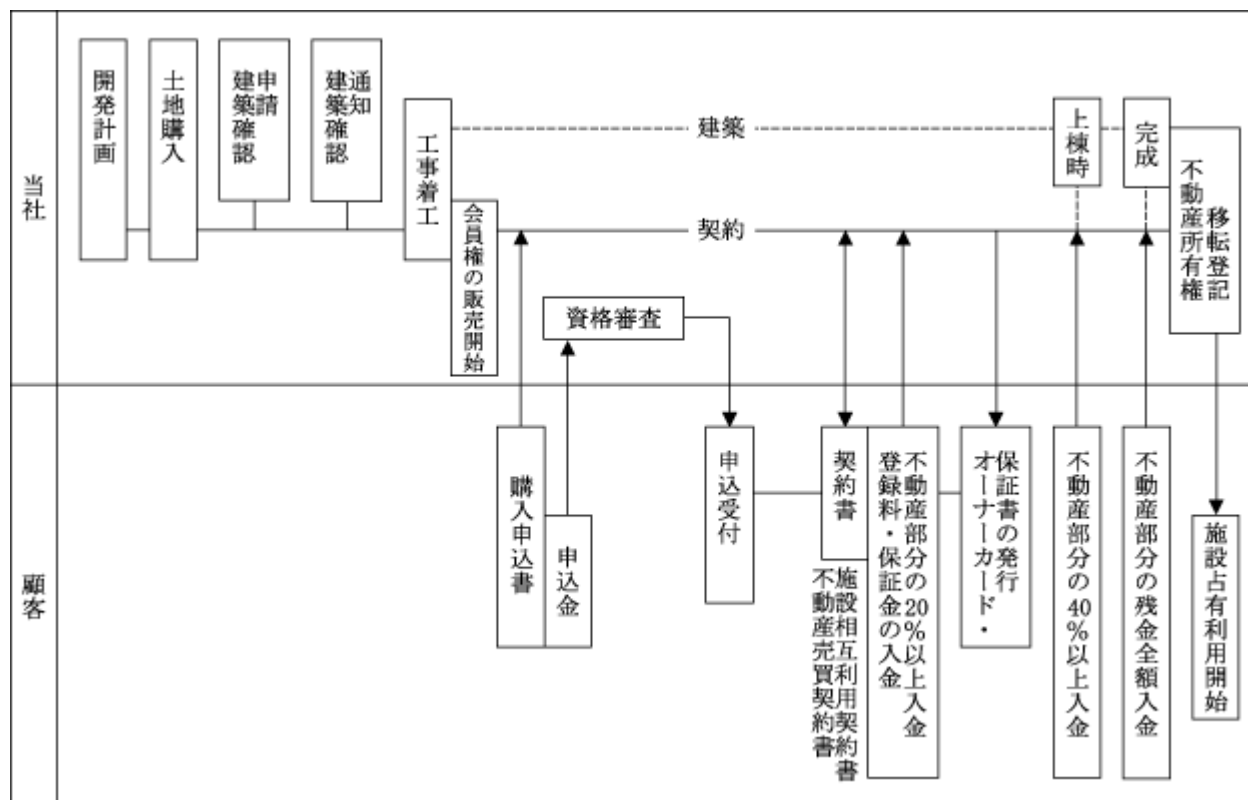 当社
開発計画
土地購入
建築確認
申請
建築確認
通知
工事着工
会員権の販売開始
建築
契約
上棟時
完成
不動産所有権
移転登記
資格審査
顧客
購入申込書
申込金
申込受付
契約書
不動産売買契約書
施設相互利用契約書
登録料・保証金の入金
不動産部分の20%以上入金
オーナーカード・
保証書の発行
不動産部分の40%以上入金
不動産部分の残金全額入金
施設占有利用開始